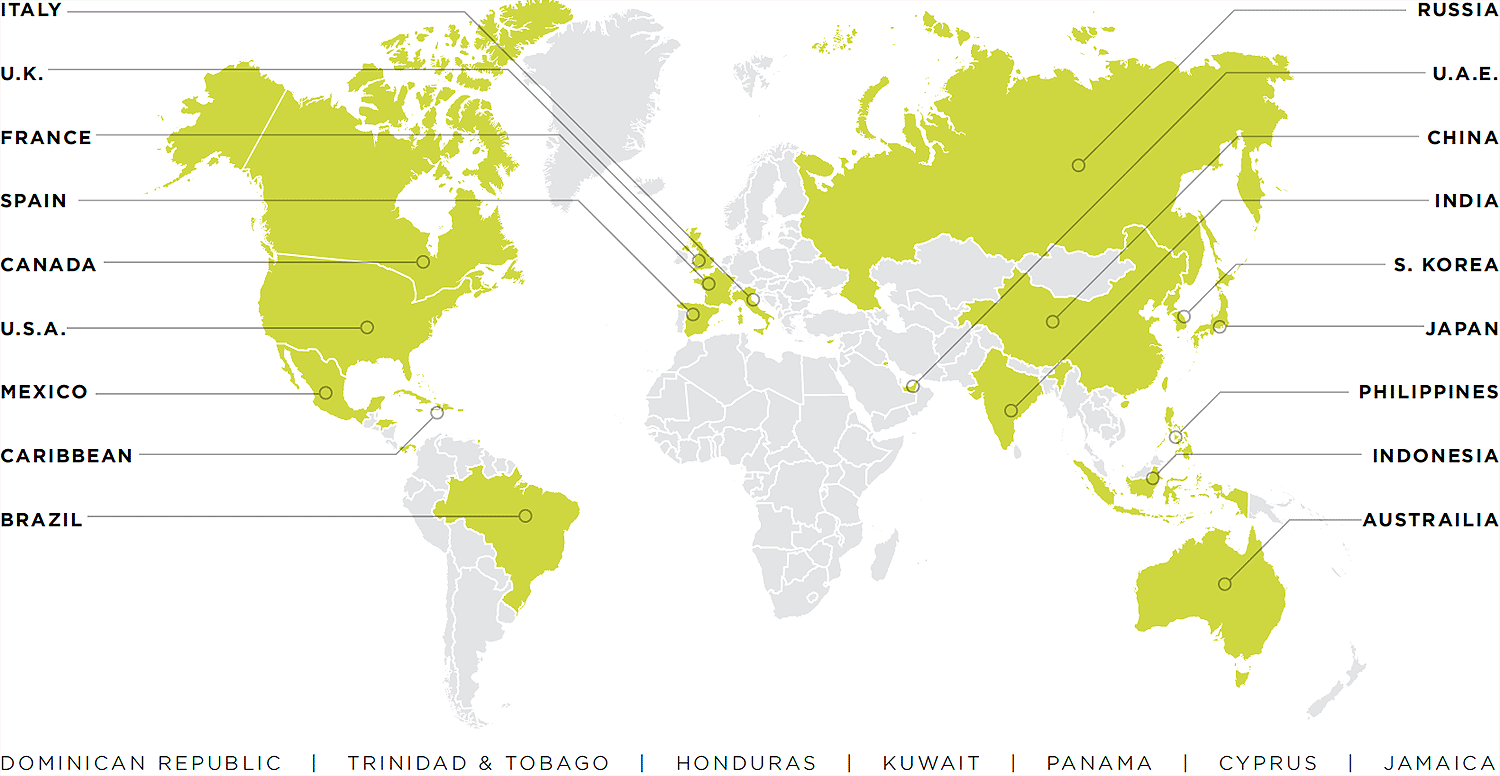 ITALY
U.K.
FRANCE
SPAIN
CANADA
U.S.A.
MEXICO
CARIBBEAN
BRAZIL
RUSSIA
U.A.E.
CHINA
INDIA
S. KOREA
JAPAN
PHILIPPINES
INDONESIA
AUSTRAILIA
DOMINICAN REPUBLIC | TRINIDAD & TOBAGO | HONDURAS | KUWAIT | PANAMA | CYPRUS | JAMAICA